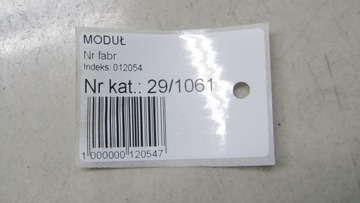 MODUŁ
Nr fabr.
Indeks: 012054
Nr kat.: 29/1061
1 000000 120547